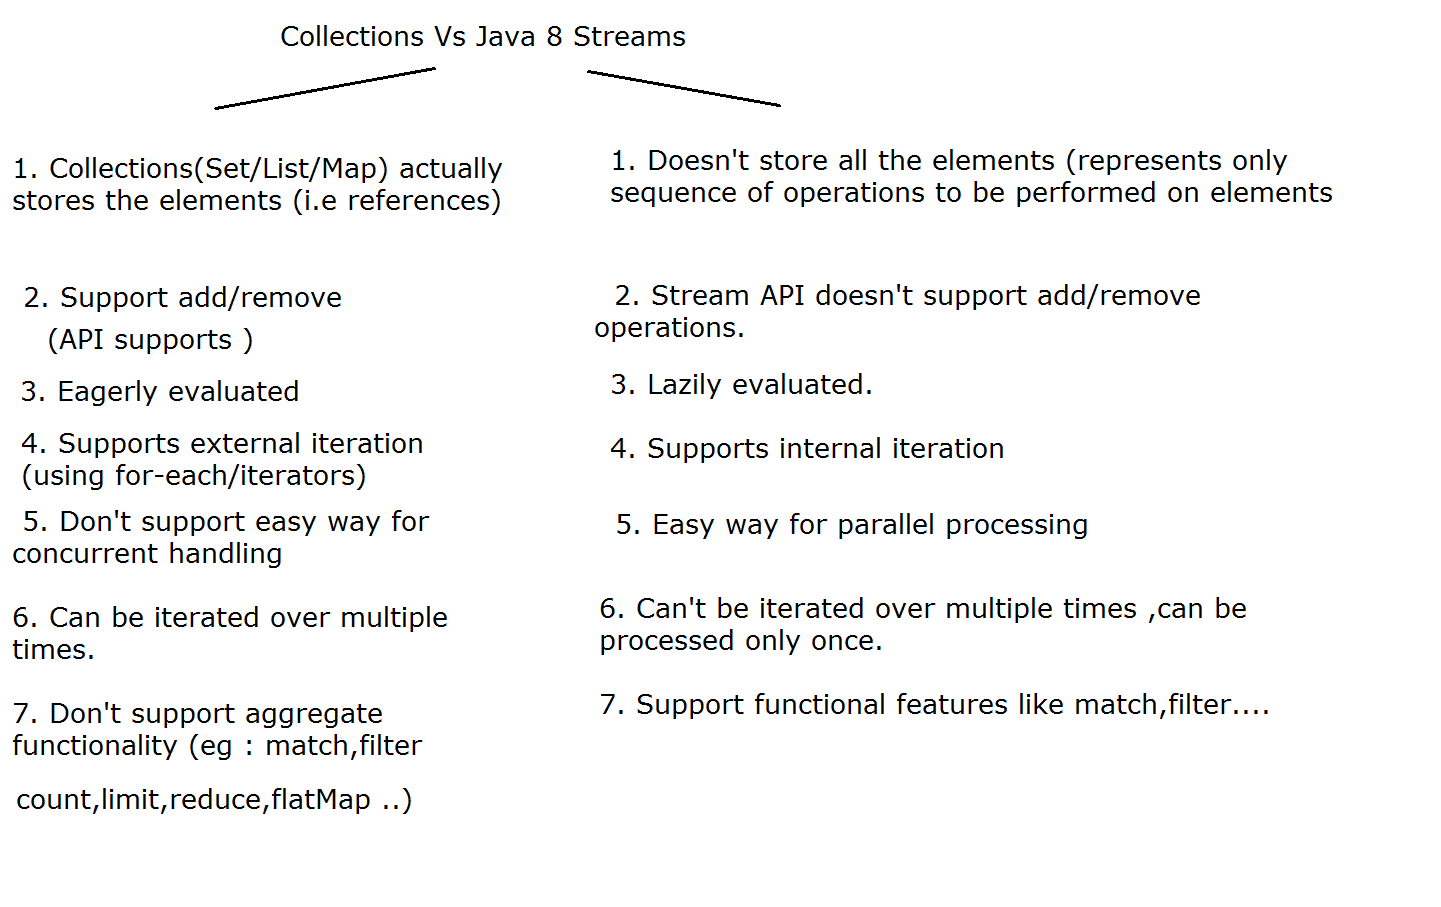 Collections Vs Java 8 Streams
1. Collections(Set/List/Map) actually
stores the elements (i.e references)
2. Support add/remove
(API supports )
3. Eagerly evaluated
4. Supports external iteration
(using for-each/iterators)
5. Don't support easy way for
concurrent handling
6. Can be iterated over multiple
times.
7. Don't support aggregate
functionality (eg : match,filter
count,limit,reduce,flatMap ..)
1. Doesn't store all the elements (represents only
sequence of operations to be performed on elements
2. Stream API doesn't support add/remove
operations.
3. Lazily evaluated.
4. Supports internal iteration
5. Easy way for parallel processing
6. Can't be iterated over multiple times ,can be
processed only once.
7. Support functional features like match,filter....